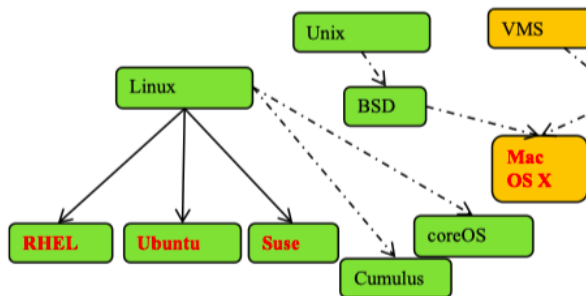 Unix
VMS
Linux
BSD
Mac
OS X
RHEL
Ubuntu
Suse
coreOS
Cumulus